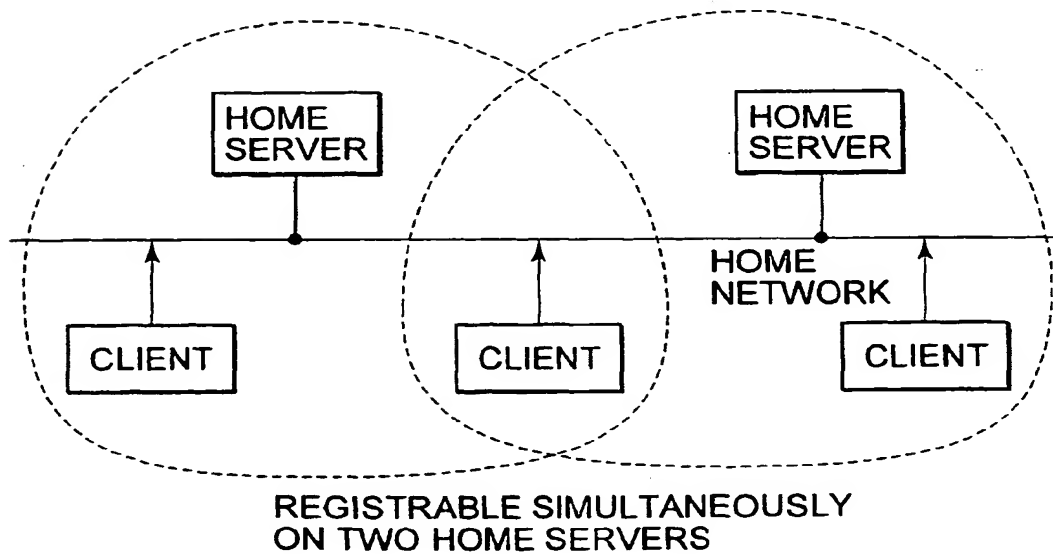 HOME
SERVER
HOME
SERVER
HOME
NETWORK
CLIENT
CLIENT
CLIENT
REGISTRABLE SIMULTANEOUSLY
ON TWO HOME SERVERS